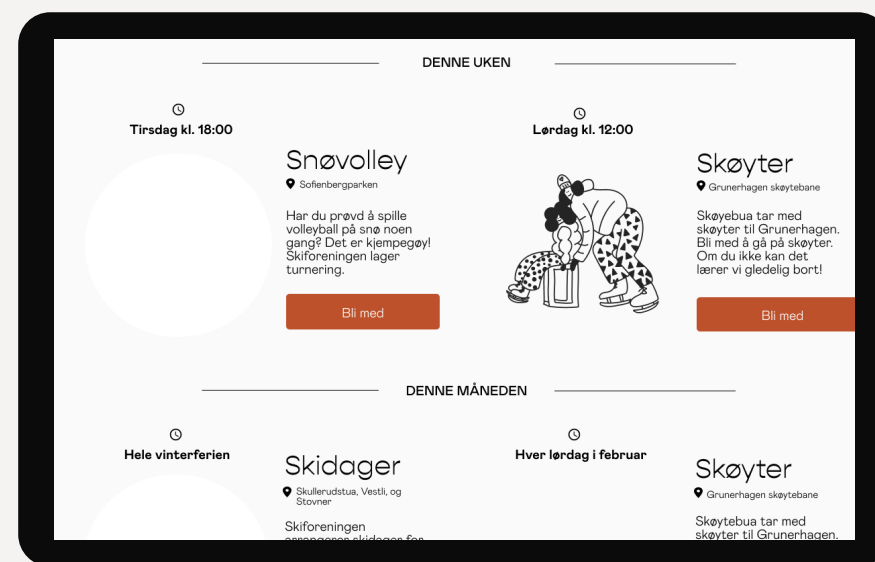 DENNE UKEN
Tirsdag kl. 18:00
Snøvolley
Sofienbergparken
Har du prøvd å spille
volleyball på snø noen
gang? Det er kjempegøy!
Skiforeningen lager
turnering.
Bli med
Lørdag kl. 12:00
Skøyter
Grunerhagen skøytebane
Skøyebua tar med
skøyter til Grunerhagen.
Bli med å gå på skøyter.
Om du ikke kan det
lærer vi gledelig bort!
Bli med
DENNE MÅNEDEN
Hele vinterferien
Skidager
Skullerudstua, Vestli, og
Stovner
Skiforeningen
arrangerer skidager for
Hver lørdag i februar
Skøyter
Grunerhagen skøytebane
Skøytebua tar med
skøyter til Grunerhagen.